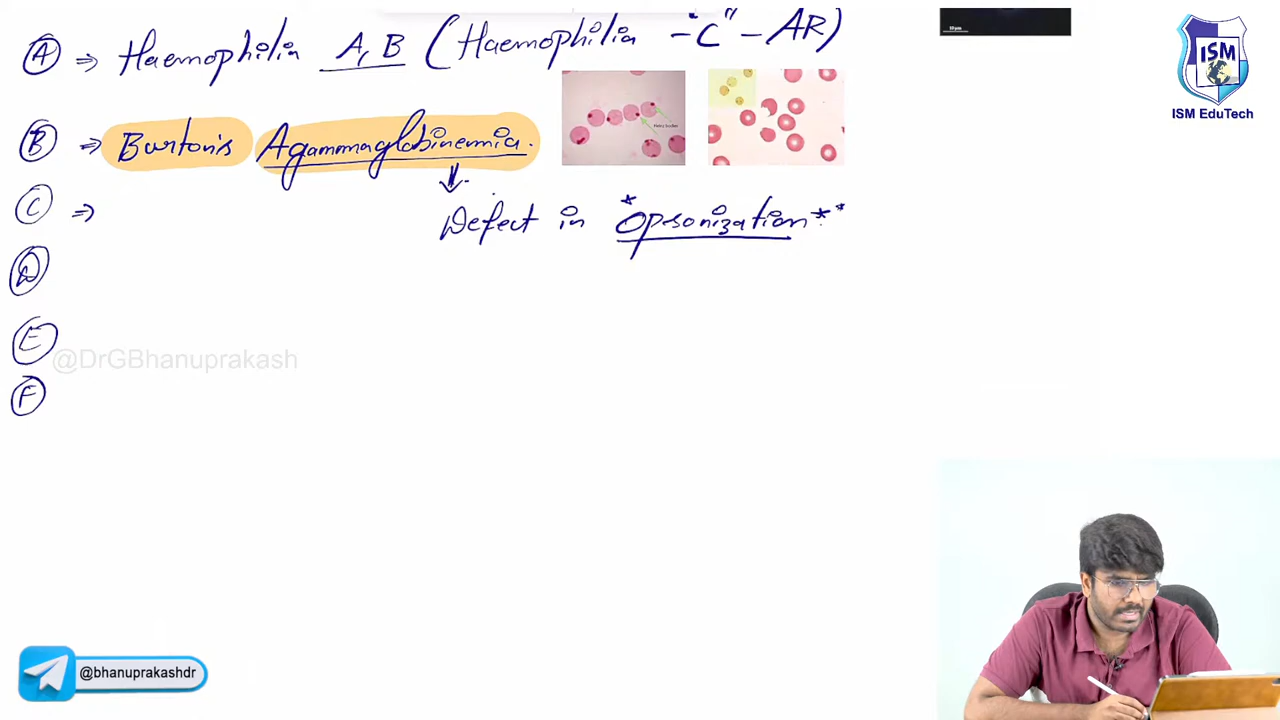 Ⓐ ⇒ Haemophilia A, B (Haemophilia -"C" - AR)
Ⓑ ⇒ Burton's Agammaglobinemia.
Ⓒ ⇒ Defect in *Opsonization**
Ⓓ
Ⓔ
Ⓕ
ISM
ISM EduTech
@DrGBhanuprakash
@bhanuprakashdr